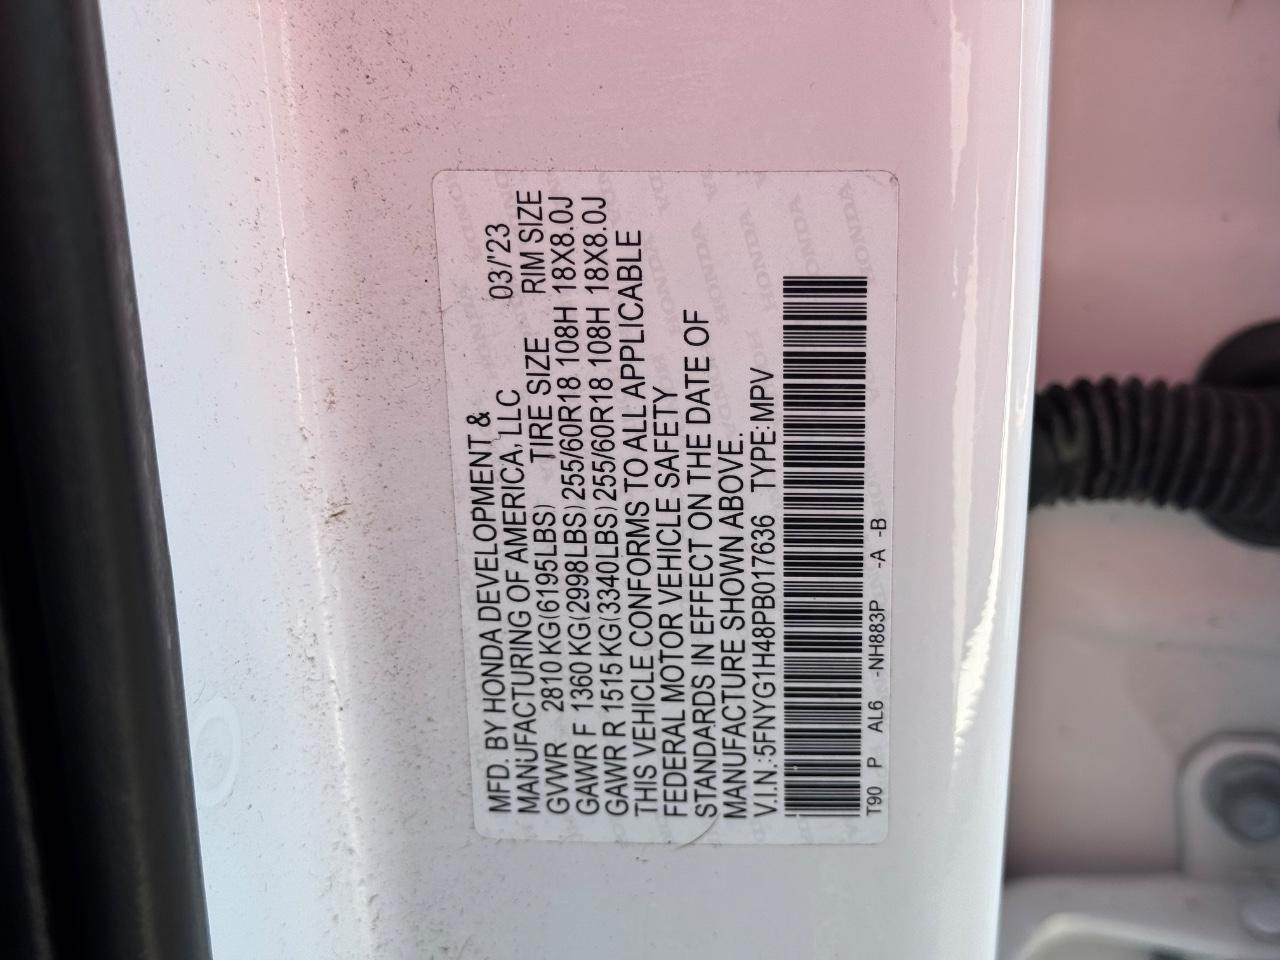 MFD. BY HONDA DEVELOPMENT &
MANUFACTURING OF AMERICA, LLC 03/'23
GVWR 2810 KG(6195LBS) TIRE SIZE RIM SIZE
GAWR F 1360 KG(2998LBS) 255/60R18 108H 18X8.0J
GAWR R 1515 KG(3340LBS) 255/60R18 108H 18X8.0J
THIS VEHICLE CONFORMS TO ALL APPLICABLE
FEDERAL MOTOR VEHICLE SAFETY
STANDARDS IN EFFECT ON THE DATE OF
MANUFACTURE SHOWN ABOVE.
V.I.N.:5FNYG1H48PB017636 TYPE:MPV
T90 P AL6 -NH883P -A -B